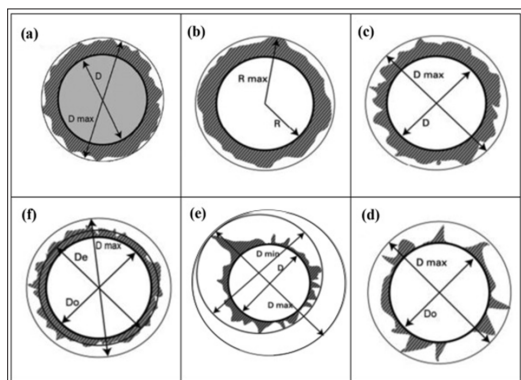 (a)
D
D max
(b)
R max
R
(c)
D max
D
(f)
D max
De
Do
(e)
D min
D
D max
(d)
D max
Do